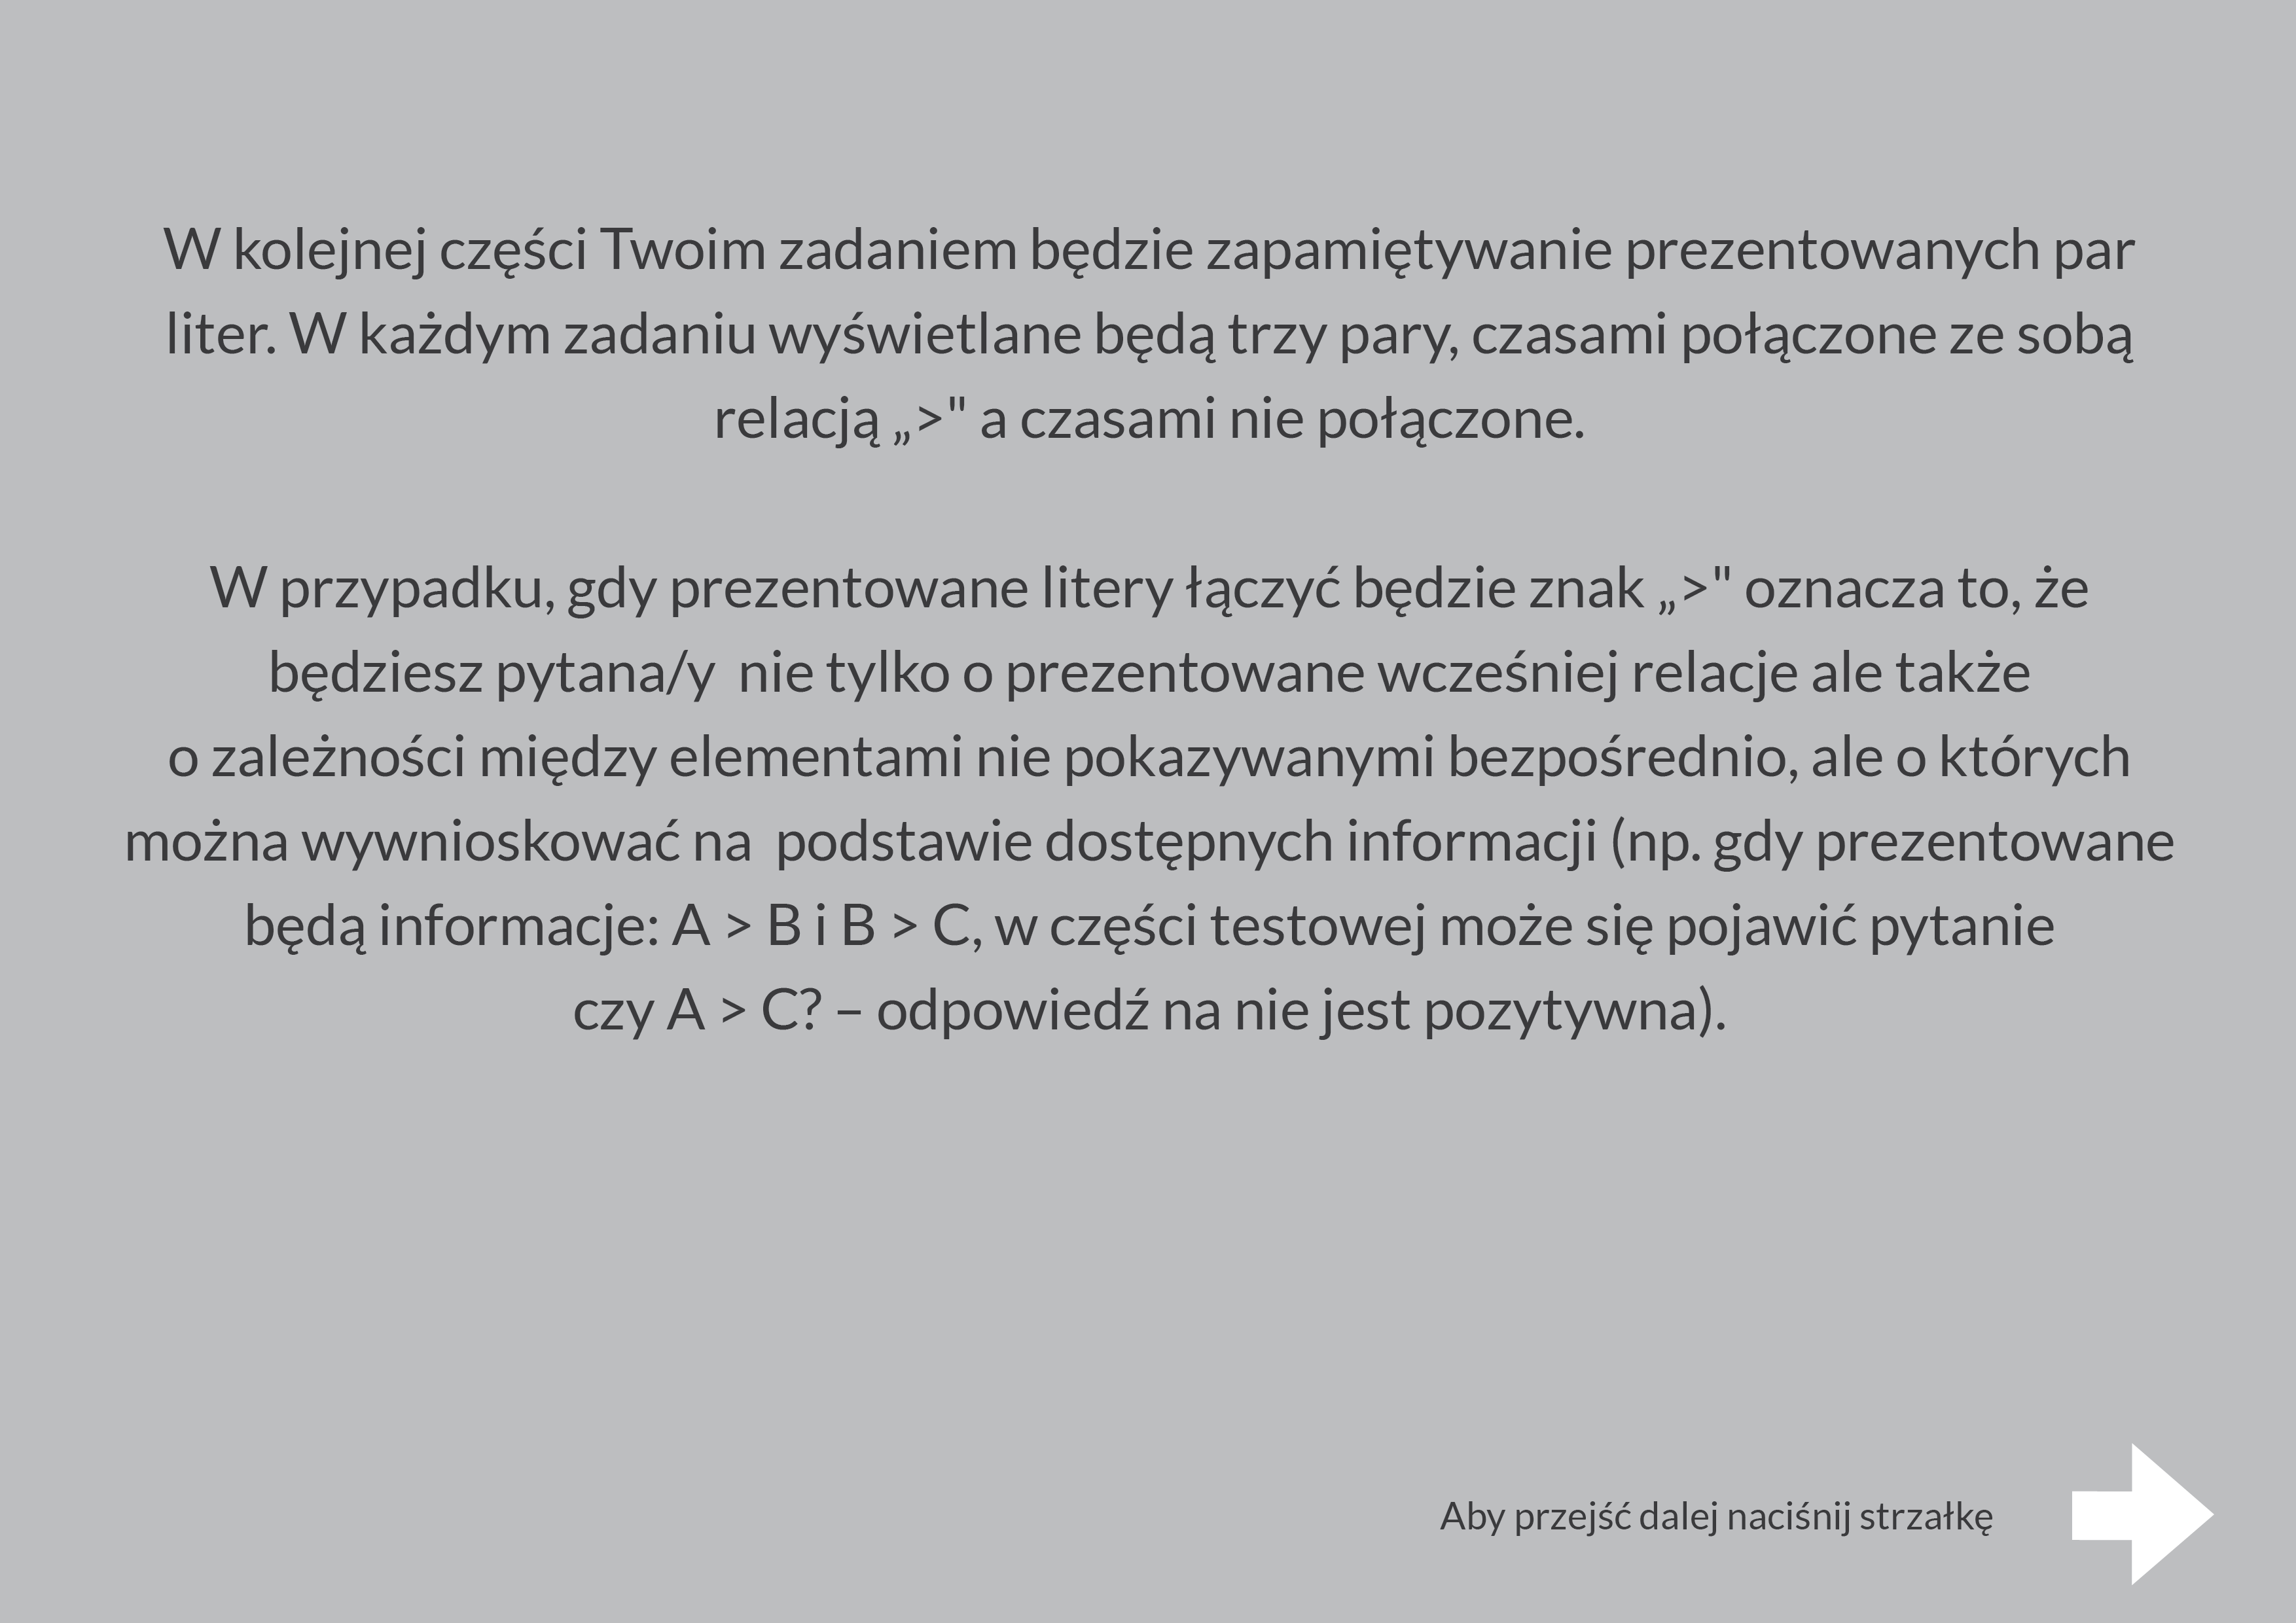 W kolejnej części Twoim zadaniem będzie zapamiętywanie prezentowanych par
liter. W każdym zadaniu wyświetlane będą trzy pary, czasami połączone ze sobą
relacją „>" a czasami nie połączone.
W przypadku, gdy prezentowane litery łączyć będzie znak „>" oznacza to, że
będziesz pytana/y  nie tylko o prezentowane wcześniej relacje ale także
o zależności między elementami nie pokazywanymi bezpośrednio, ale o których
można wywnioskować na  podstawie dostępnych informacji (np. gdy prezentowane
będą informacje: A > B i B > C, w części testowej może się pojawić pytanie
czy A > C? – odpowiedź na nie jest pozytywna).
Aby przejść dalej naciśnij strzałkę